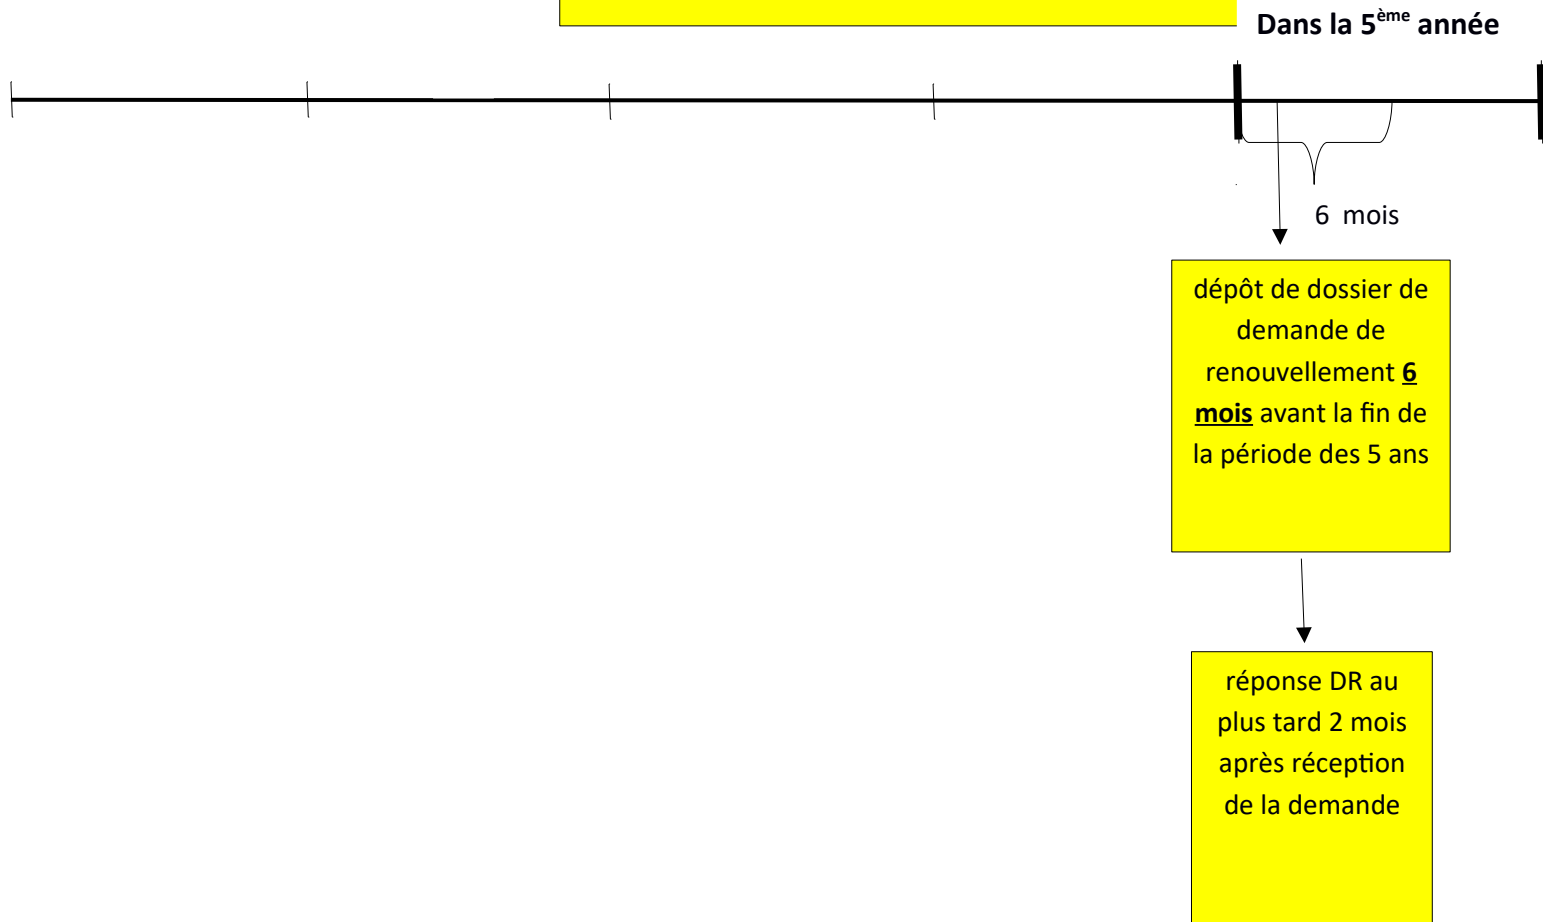 Dans la 5ème année
6 mois
dépôt de dossier de
demande de
renouvellement 6
mois avant la fin de
la période des 5 ans
réponse DR au
plus tard 2 mois
après réception
de la demande